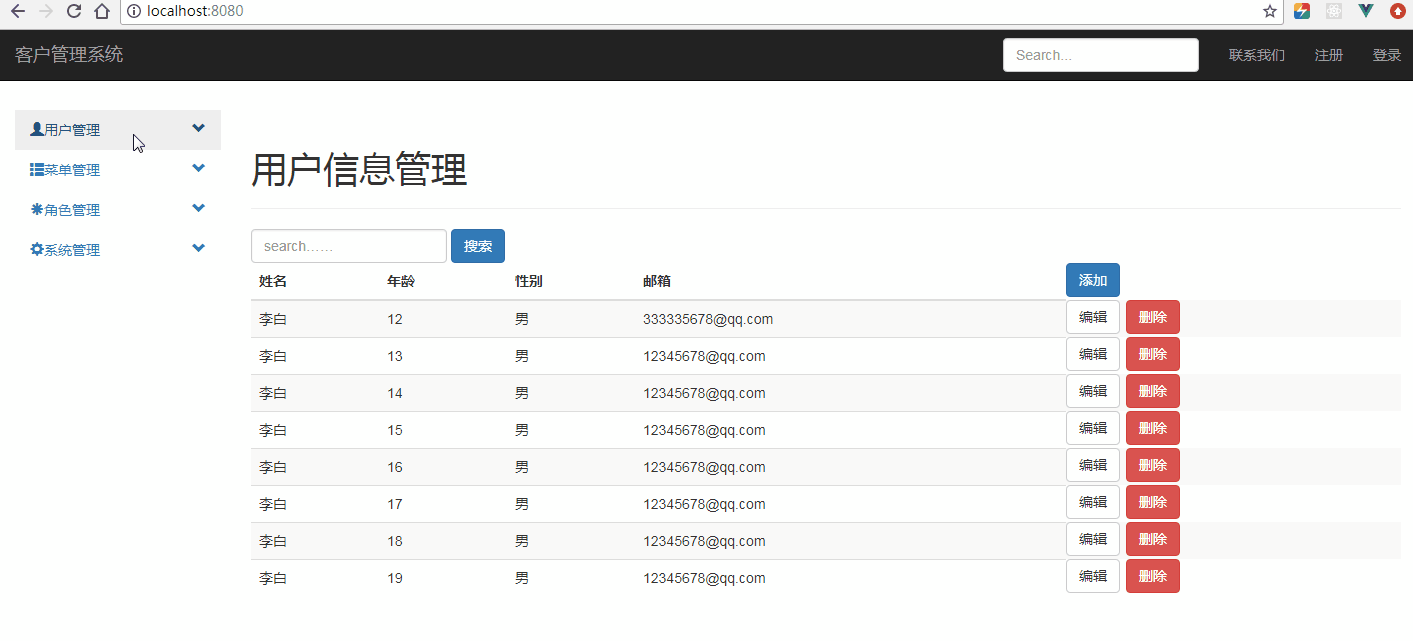 localhost:8080
客户管理系统 Search... 联系我们 注册 登录
用户管理
菜单管理
角色管理
系统管理
用户信息管理
search...... 搜索
姓名 年龄 性别 邮箱 添加
李白 12 男 333335678@qq.com 编辑 删除
李白 13 男 12345678@qq.com 编辑 删除
李白 14 男 12345678@qq.com 编辑 删除
李白 15 男 12345678@qq.com 编辑 删除
李白 16 男 12345678@qq.com 编辑 删除
李白 17 男 12345678@qq.com 编辑 删除
李白 18 男 12345678@qq.com 编辑 删除
李白 19 男 12345678@qq.com 编辑 删除